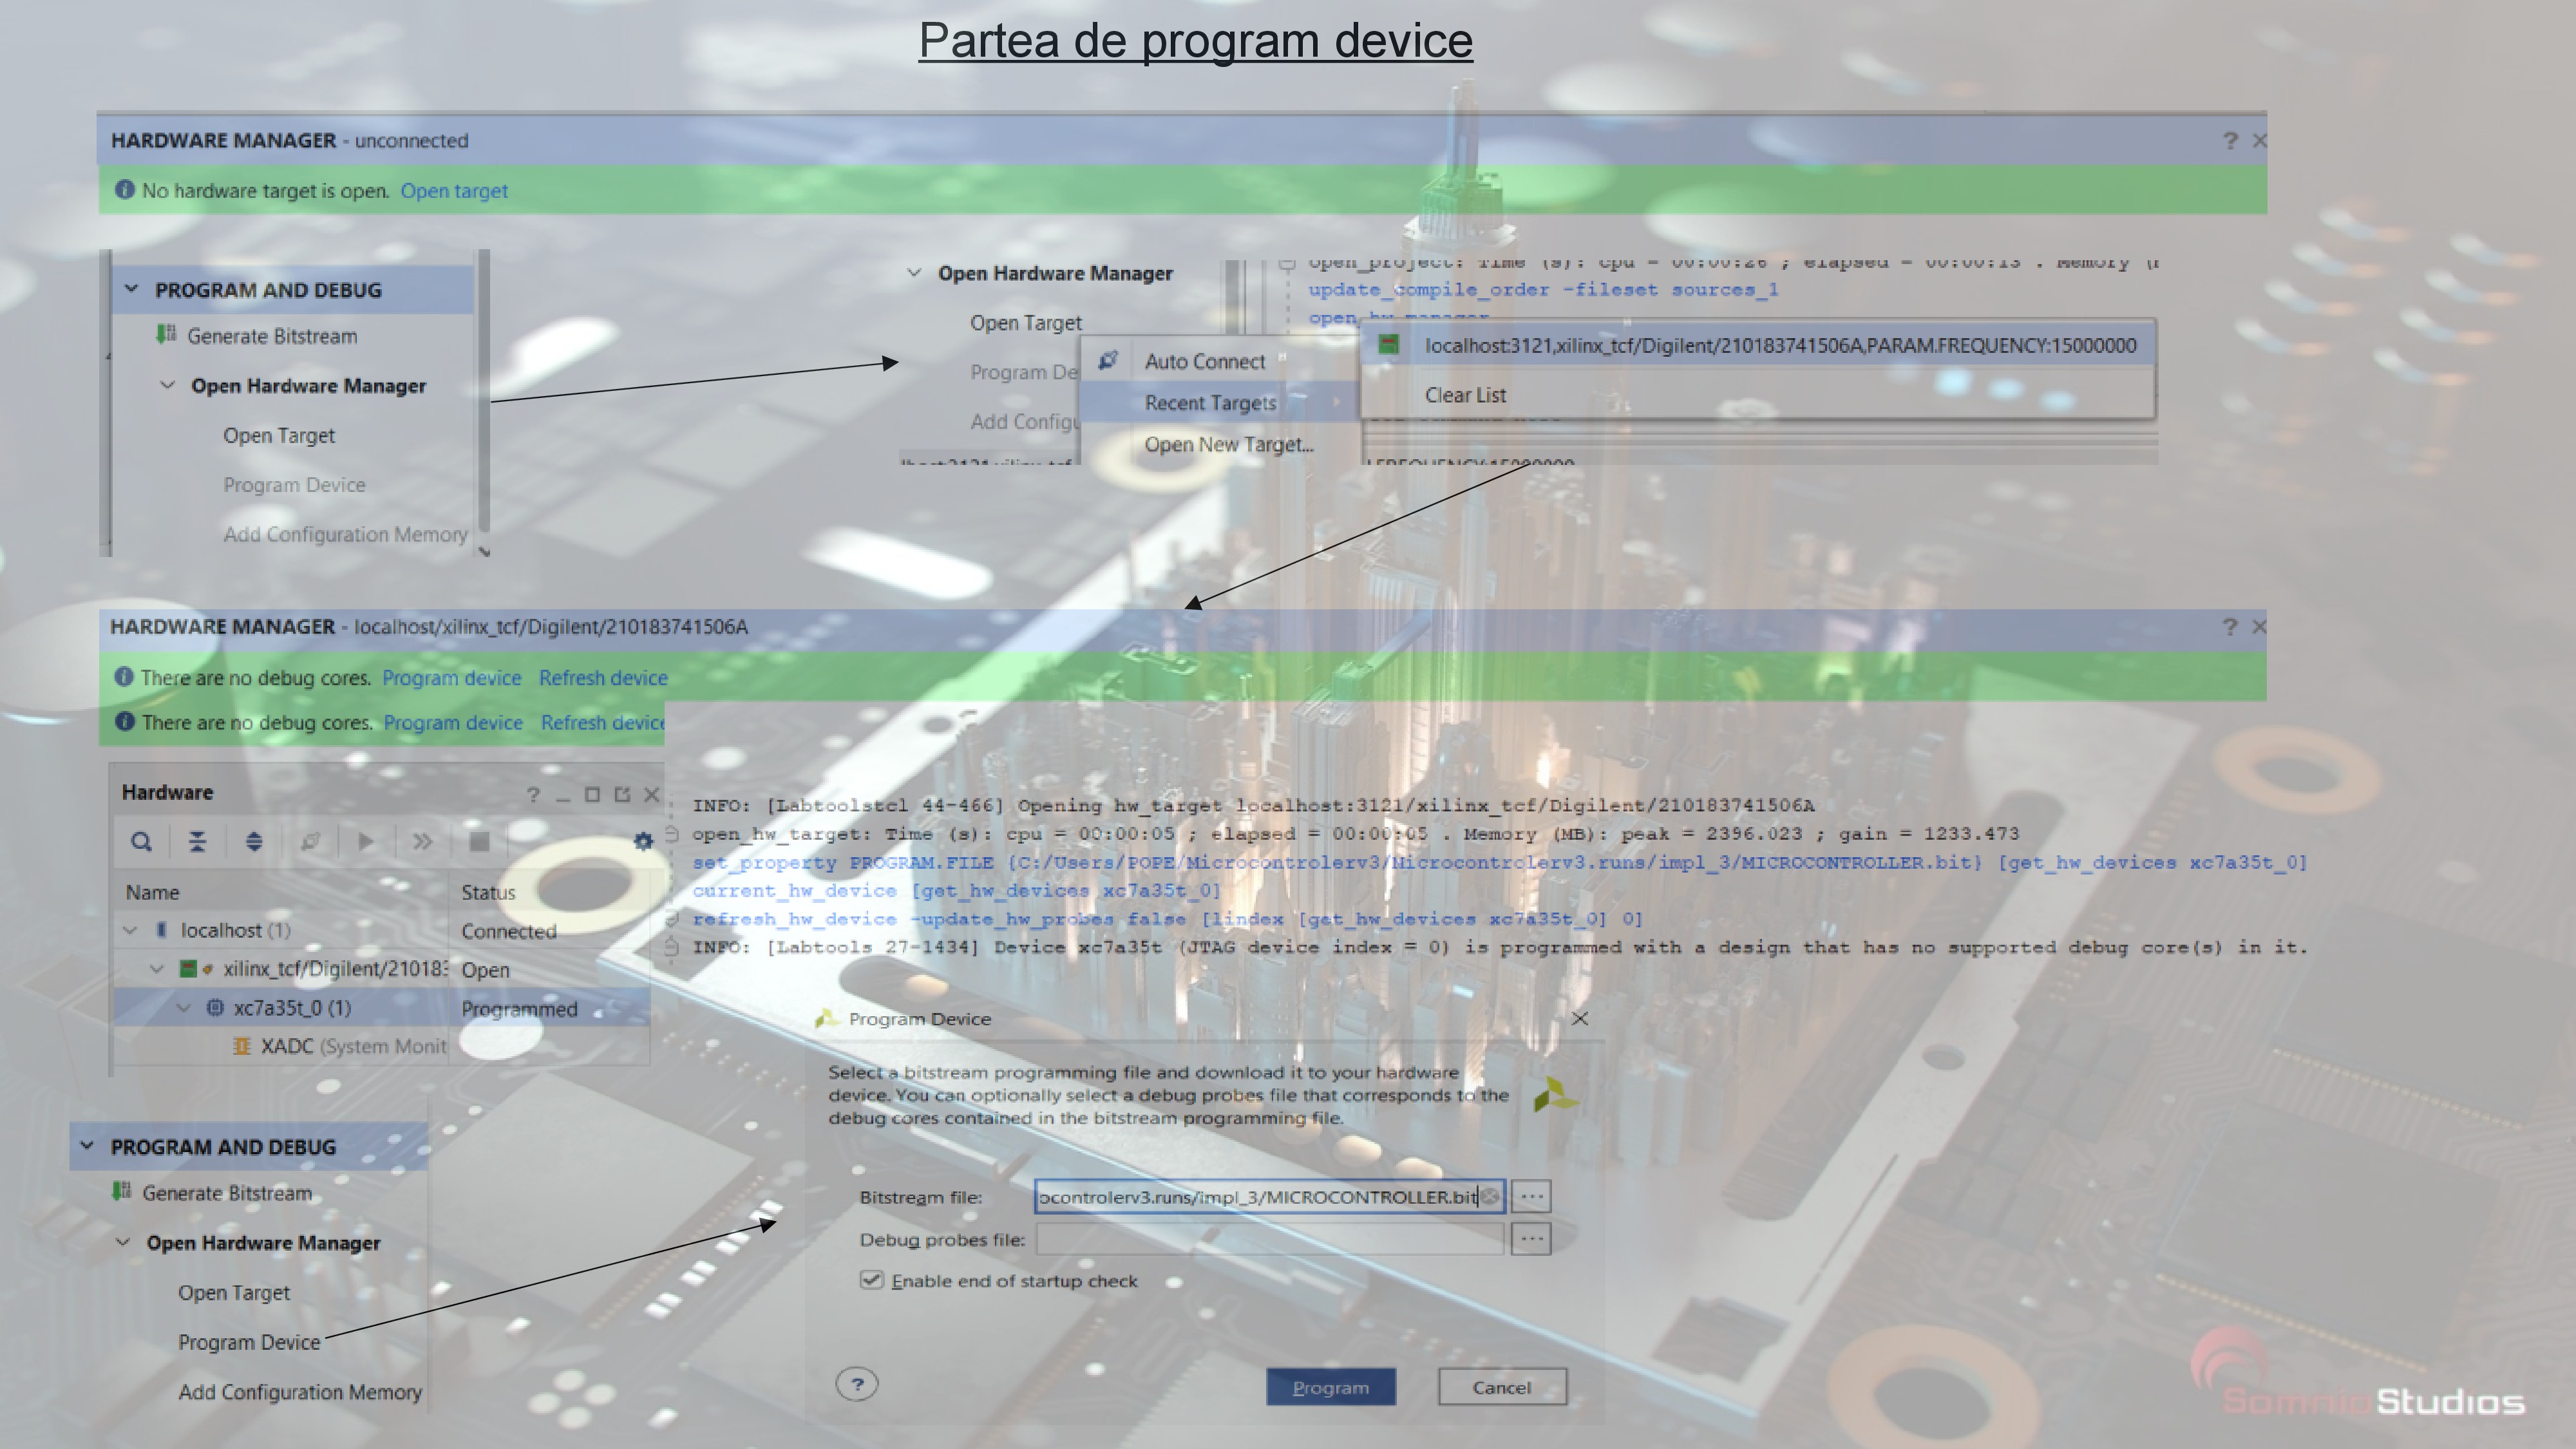 Partea de program device
HARDWARE MANAGER - unconnected
No hardware target is open. Open target
PROGRAM AND DEBUG
Generate Bitstream
Open Hardware Manager
Open Target
Program Device
Add Configuration Memory
Open Hardware Manager
Open Target
Program De
Add Configu
open_project: Time (s): cpu = 00:00:26 ; elapsed = 00:00:13 . Memory
update_compile_order -fileset sources_1
open_hw_manager
Auto Connect
Recent Targets
Open New Target...
localhost:3121,xilinx_tcf/Digilent/210183741506A,PARAM.FREQUENCY:15000000
Clear List
HARDWARE MANAGER - localhost/xilinx_tcf/Digilent/210183741506A
There are no debug cores. Program device Refresh device
There are no debug cores. Program device Refresh device
Hardware
Name Status
localhost (1) Connected
xilinx_tcf/Digilent/210183 Open
xc7a35t_0 (1) Programmed
XADC (System Monit
INFO: [Labtoolstcl 44-466] Opening hw_target localhost:3121/xilinx_tcf/Digilent/210183741506A
open_hw_target: Time (s): cpu = 00:00:05 ; elapsed = 00:00:05 . Memory (MB): peak = 2396.023 ; gain = 1233.473
set_property PROGRAM.FILE {C:/Users/POPE/Microcontrolerv3/Microcontrolerv3.runs/impl_3/MICROCONTROLLER.bit} [get_hw_devices xc7a35t_0]
current_hw_device [get_hw_devices xc7a35t_0]
refresh_hw_device -update_hw_probes false [lindex [get_hw_devices xc7a35t_0] 0]
INFO: [Labtools 27-1434] Device xc7a35t (JTAG device index = 0) is programmed with a design that has no supported debug core(s) in it.
PROGRAM AND DEBUG
Generate Bitstream
Open Hardware Manager
Open Target
Program Device
Add Configuration Memory
Program Device
Select a bitstream programming file and download it to your hardware
device. You can optionally select a debug probes file that corresponds to the
debug cores contained in the bitstream programming file.
Bitstream file: ocontrolerv3.runs/impl_3/MICROCONTROLLER.bit
Debug probes file:
Enable end of startup check
Program Cancel
Somnio Studios